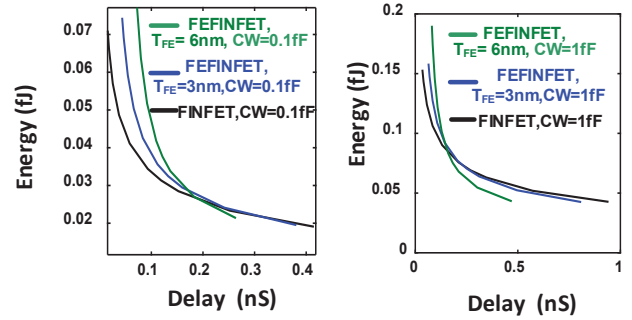 0.07
0.06
0.05
0.04
0.03
0.02
Energy (fJ)
FEFINFET,
TFE = 6nm, CW=0.1fF
FEFINFET,
TFE=3nm,CW=0.1fF
FINFET,CW=0.1fF
0.1 0.2 0.3 0.4
Delay (nS)
0.2
0.15
0.1
0.05
0
Energy (fJ)
FEFINFET,
TFE= 6nm, CW=1fF
FEFINFET,
TFE=3nm,CW=1fF
FINFET,CW=1fF
0 0.5 1
Delay (nS)